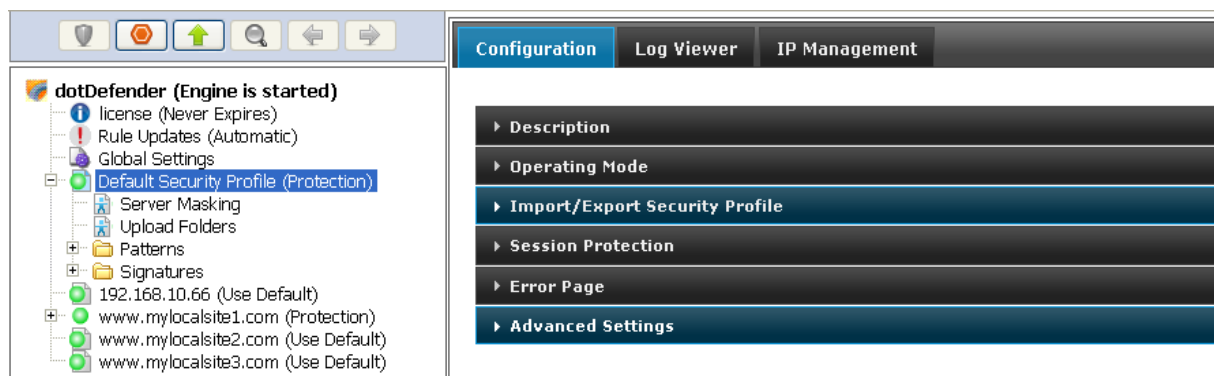 Configuration
Log Viewer
IP Management
dotDefender (Engine is started)
license (Never Expires)
Rule Updates (Automatic)
Global Settings
Default Security Profile (Protection)
Server Masking
Upload Folders
Patterns
Signatures
192.168.10.66 (Use Default)
www.mylocalsite1.com (Protection)
www.mylocalsite2.com (Use Default)
www.mylocalsite3.com (Use Default)
Description
Operating Mode
Import/Export Security Profile
Session Protection
Error Page
Advanced Settings